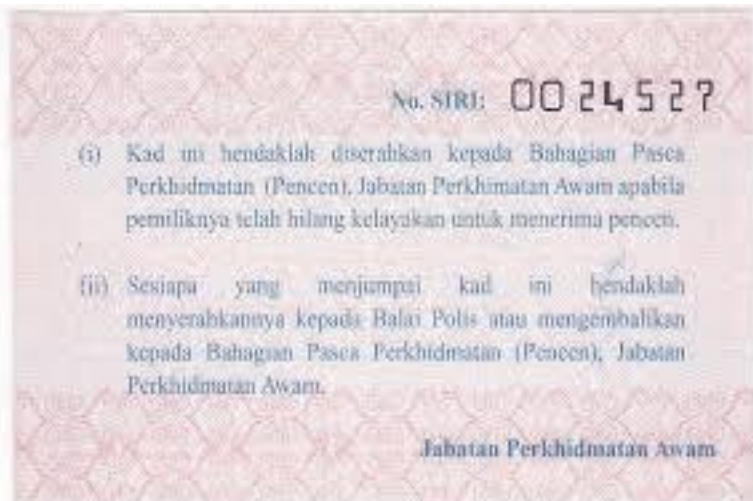 No. SIRI: 0024527
(i) Kad ini hendaklah diserahkan kepada Bahagian Pasca
Perkhidmatan (Pencen), Jabatan Perkhimatan Awam apabila
pemiliknya telah hilang kelayakan untuk menerima pencen.
(ii) Sesiapa yang menjumpai kad ini hendaklah
menyerahkannya kepada Balai Polis atau mengembalikan
kepada Bahagian Pasca Perkhidmatan (Pencen), Jabatan
Perkhidmatan Awam.
Jabatan Perkhidmatan Awam